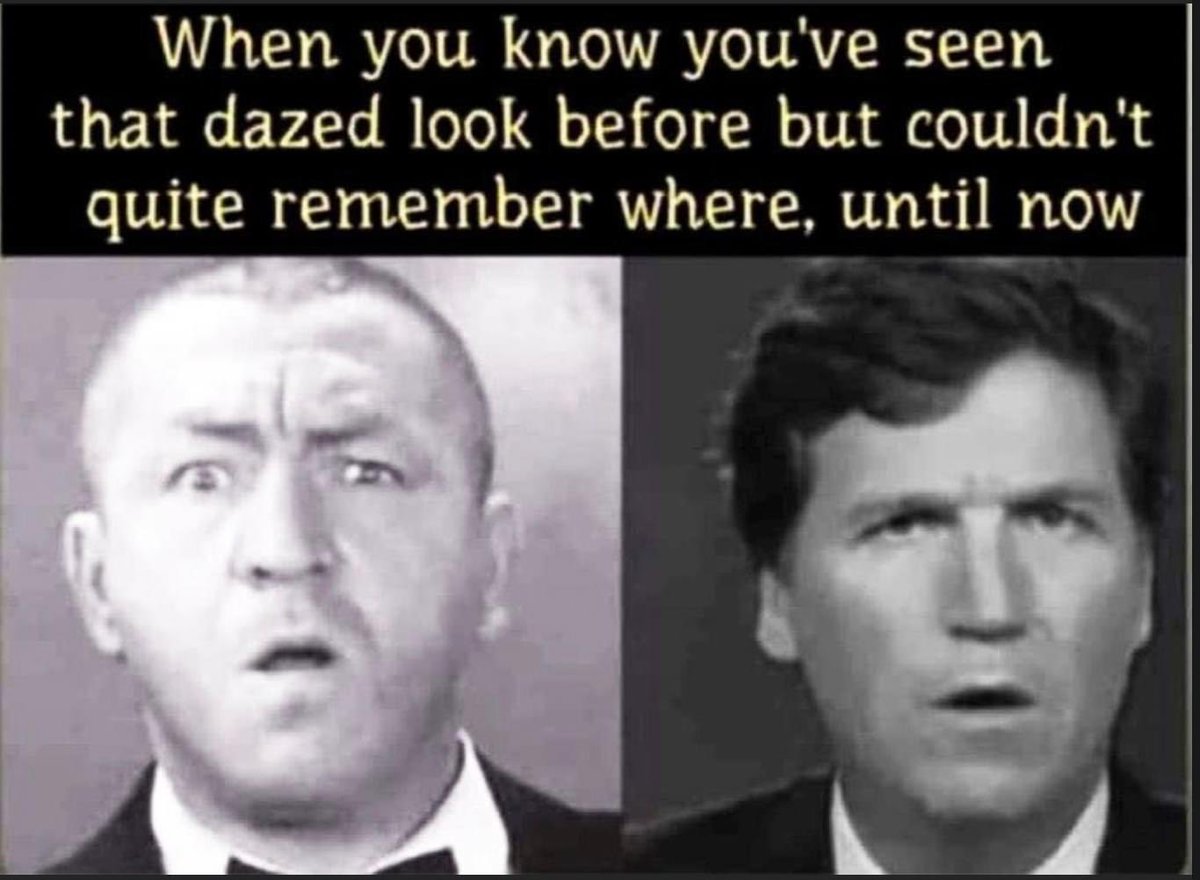 When you know you've seen
that dazed look before but couldn't
quite remember where, until now